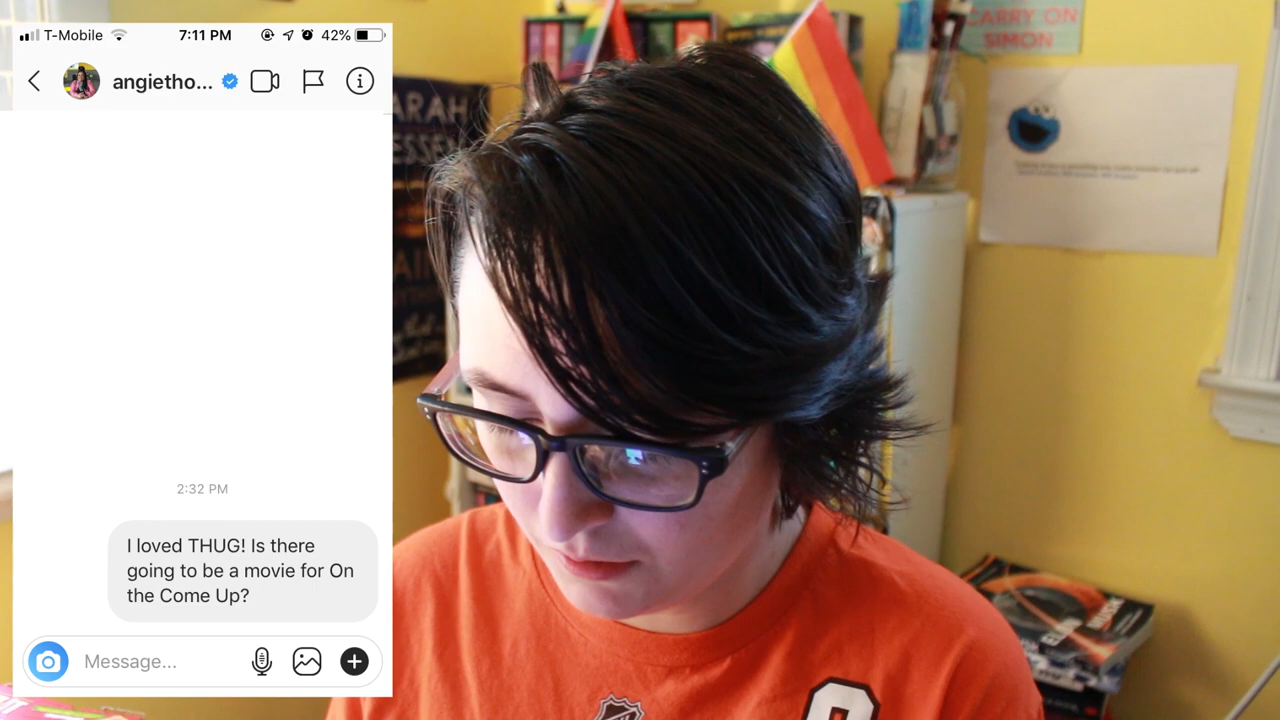 T-Mobile 7:11 PM 42%
angietho...
2:32 PM
I loved THUG! Is there
going to be a movie for On
the Come Up?
Message...
CARRY ON
SIMON
ARAH
ESSEN